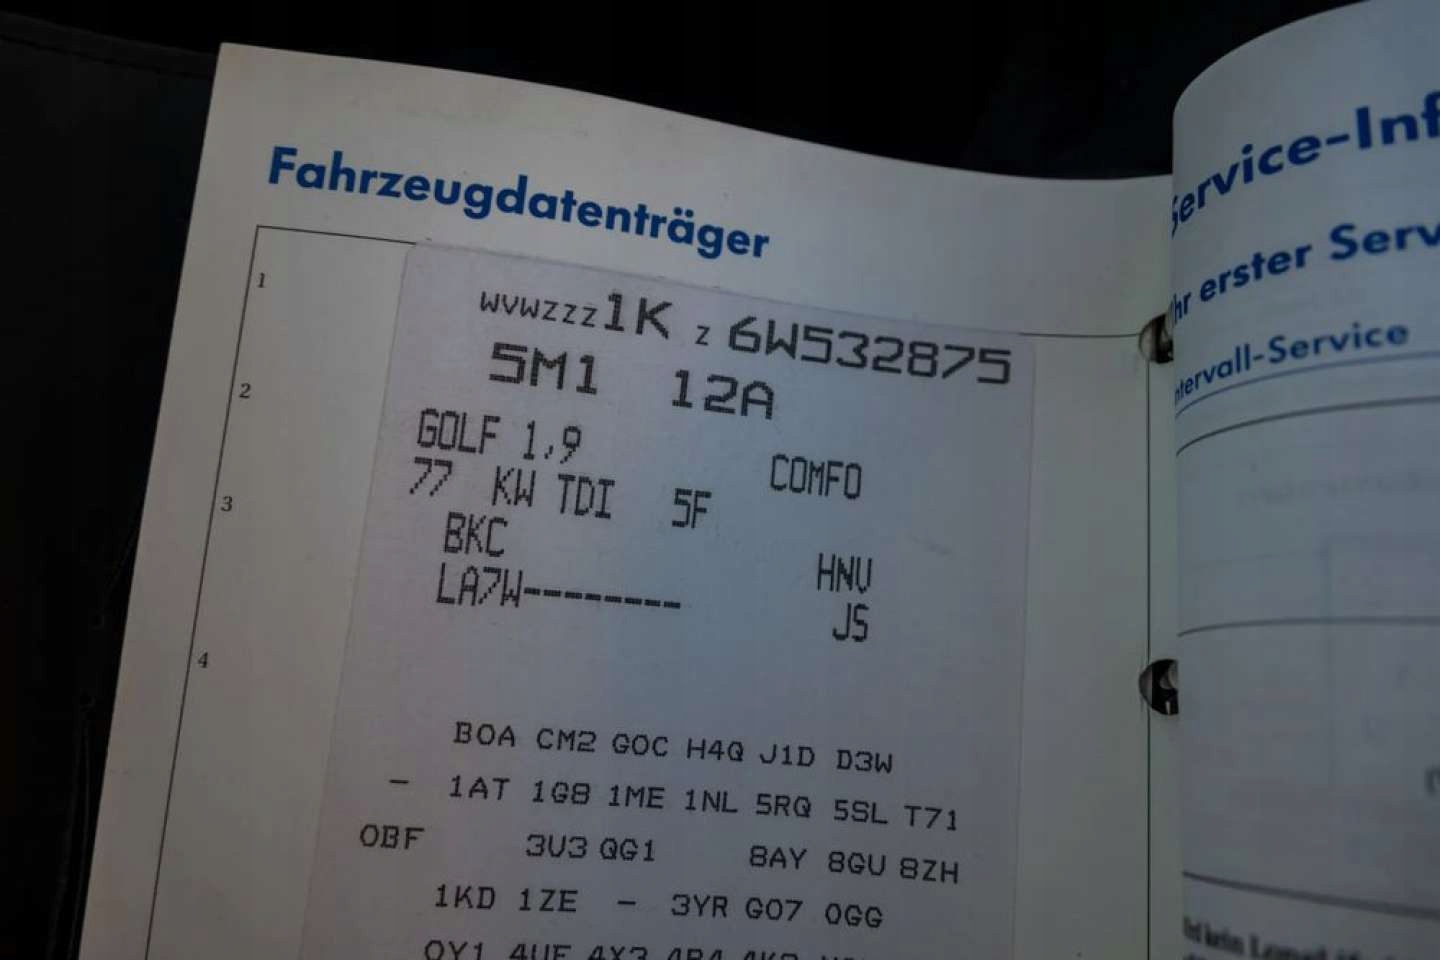 Fahrzeugdatenträger
1
WVWZZZ1K Z 6W532875
5M1 12A
2
GOLF 1,9 COMFO
77 KW TDI 5F
3
BKC HNV
LA7W-------- JS
4
BOA CM2 GOC H4Q J1D D3W
- 1AT 1G8 1ME 1NL 5RQ 5SL T71
OBF 3U3 QG1 8AY 8GU 8ZH
1KD 1ZE - 3YR G07 0GG
Service-Inf
Ihr erster Serv
ntervall-Service